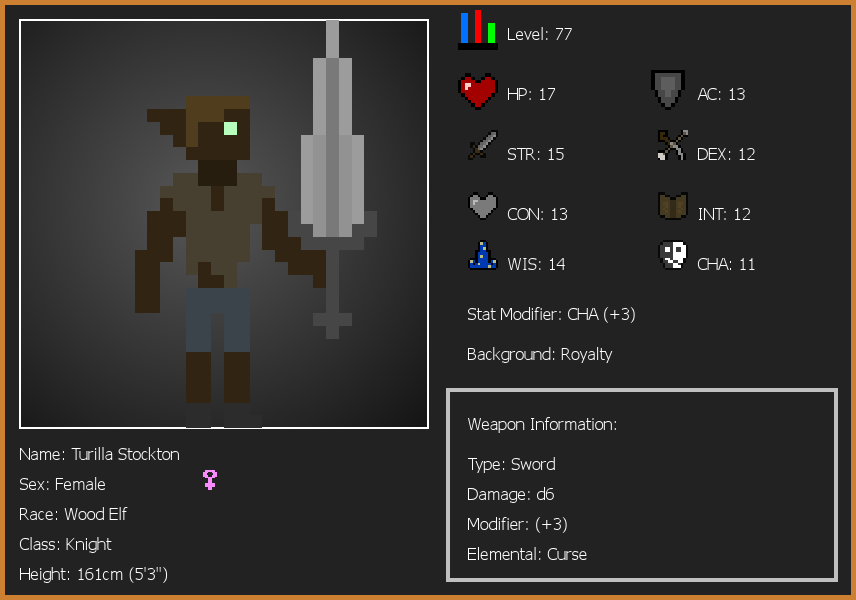 Level: 77
HP: 17
AC: 13
STR: 15
DEX: 12
CON: 13
INT: 12
WIS: 14
CHA: 11
Stat Modifier: CHA (+3)
Background: Royalty
Weapon Information:
Type: Sword
Damage: d6
Modifier: (+3)
Elemental: Curse
Name: Turilla Stockton
Sex: Female
Race: Wood Elf
Class: Knight
Height: 161cm (5'3")